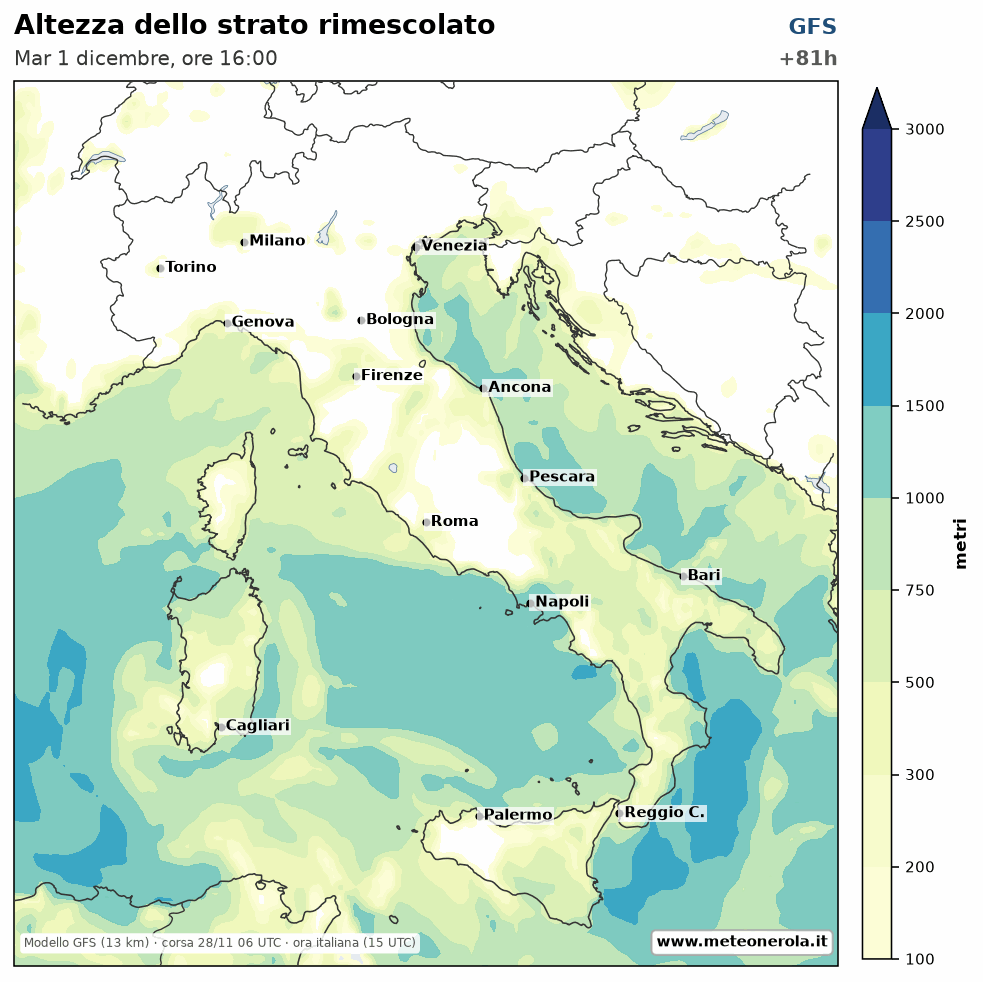 Altezza dello strato rimescolato
GFS
Mar 1 dicembre, ore 16:00
+81h
Milano
Venezia
Torino
Genova
Bologna
Firenze
Ancona
Pescara
Roma
Bari
Napoli
Cagliari
Palermo
Reggio C.
3000
2500
2000
1500
1000
750
500
300
200
100
metri
Modello GFS (13 km) · corsa 28/11 06 UTC · ora italiana (15 UTC)
www.meteonerola.it